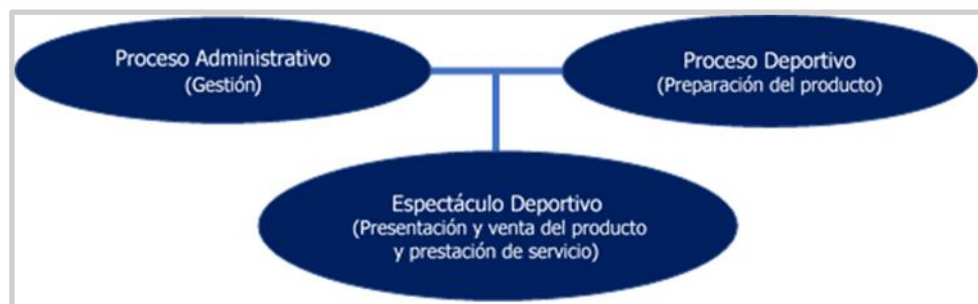 Proceso Administrativo
(Gestión)
Proceso Deportivo
(Preparación del producto)
Espectáculo Deportivo
(Presentación y venta del producto
y prestación de servicio)